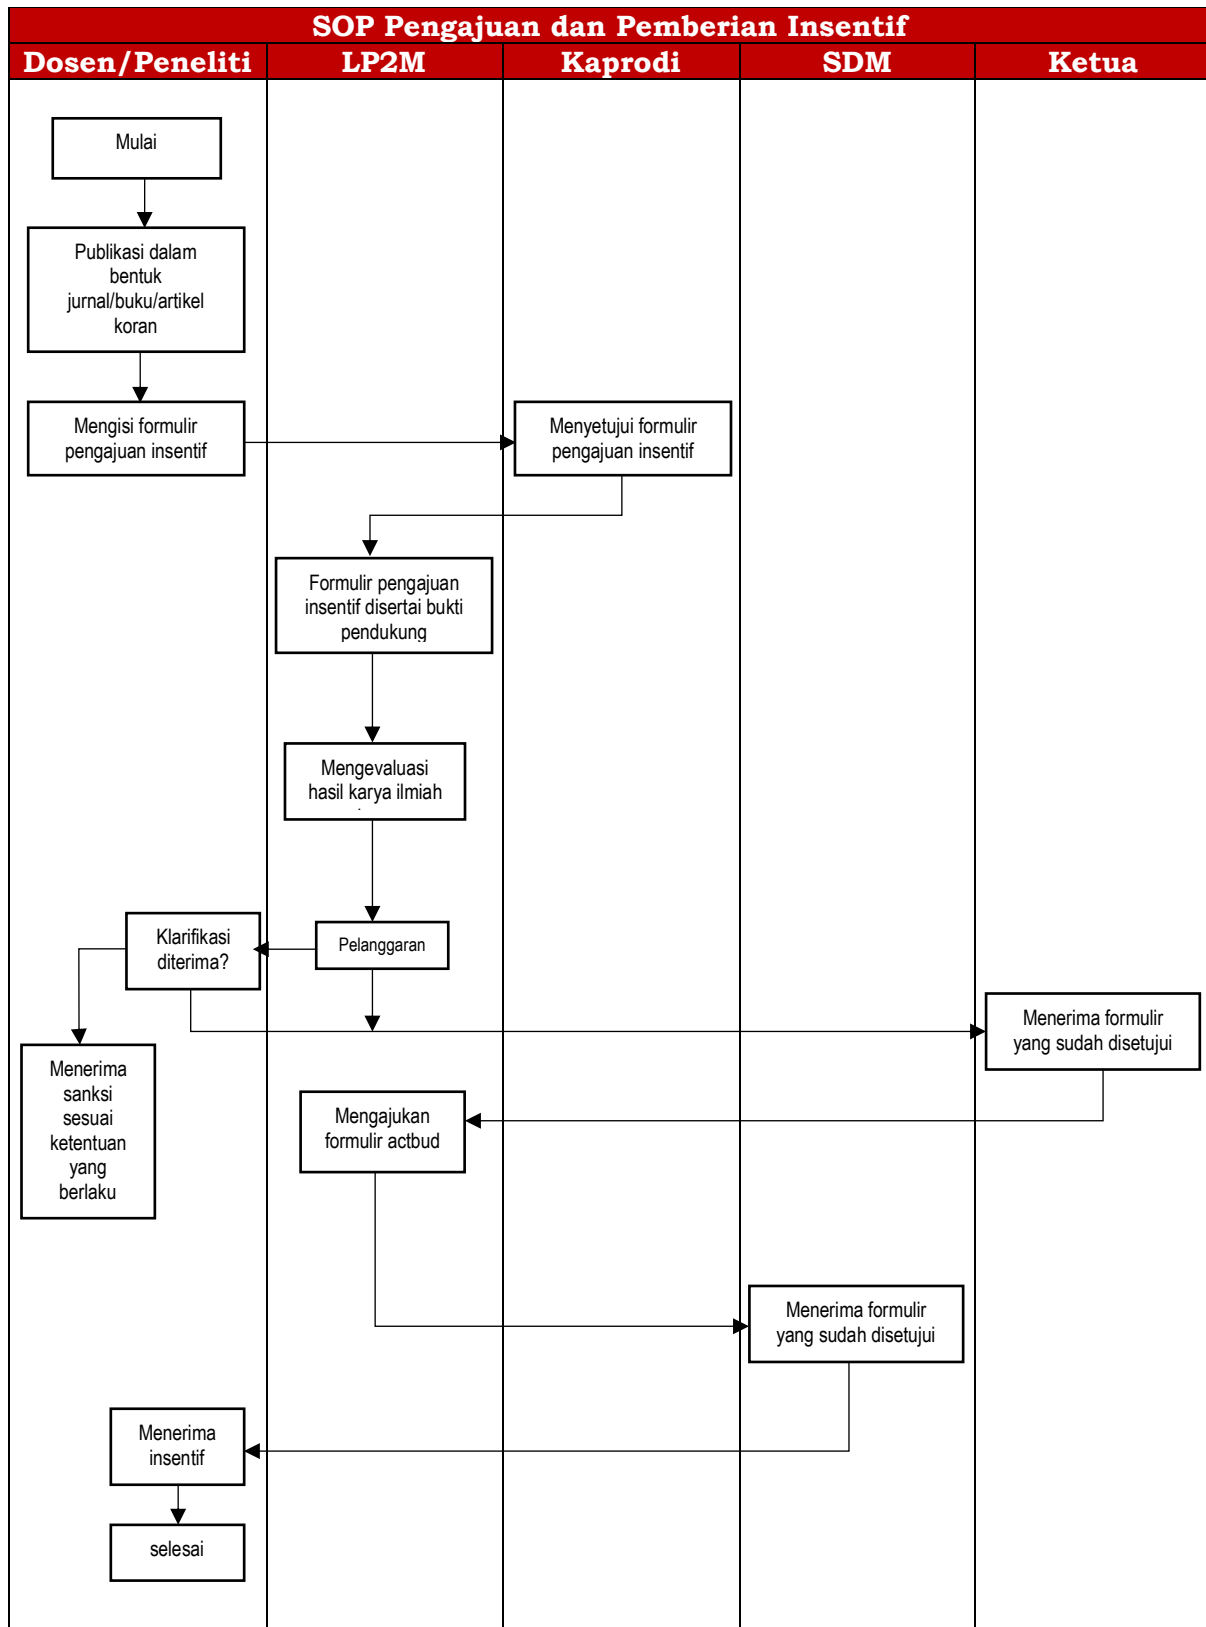 SOP Pengajuan dan Pemberian Insentif
Dosen/Peneliti
LP2M
Kaprodi
SDM
Ketua
Mulai
Publikasi dalam
bentuk
jurnal/buku/artikel
koran
Mengisi formulir
pengajuan insentif
Menyetujui formulir
pengajuan insentif
Formulir pengajuan
insentif disertai bukti
pendukung
Mengevaluasi
hasil karya ilmiah
Klarifikasi
diterima?
Pelanggaran
Menerima formulir
yang sudah disetujui
Menerima
sanksi
sesuai
ketentuan
yang
berlaku
Mengajukan
formulir actbud
Menerima formulir
yang sudah disetujui
Menerima
insentif
selesai